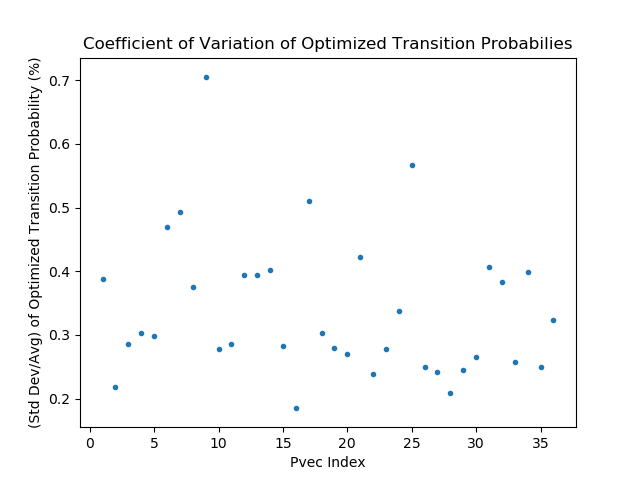 Coefficient of Variation of Optimized Transition Probabilies
(Std Dev/Avg) of Optimized Transition Probability (%)
0.7
0.6
0.5
0.4
0.3
0.2
0 5 10 15 20 25 30 35
Pvec Index